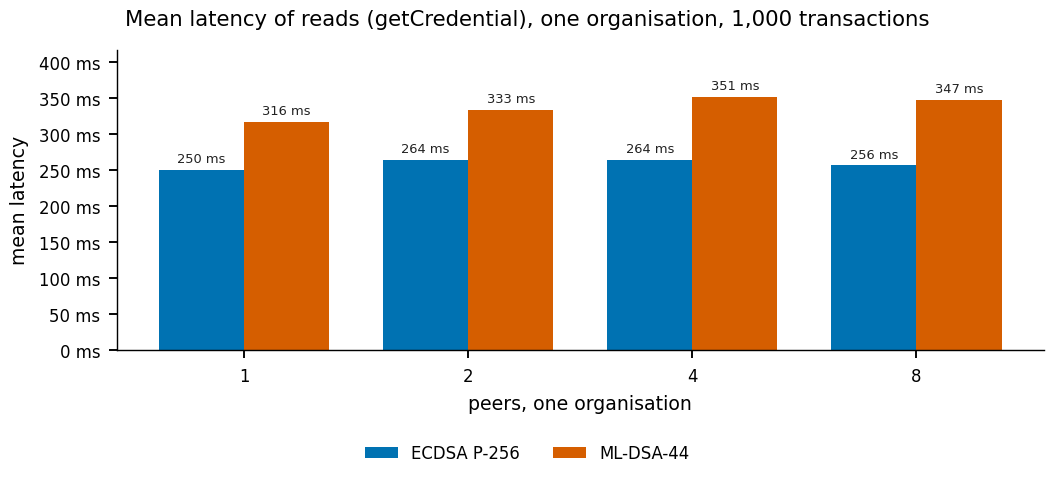 Mean latency of reads (getCredential), one organisation, 1,000 transactions
mean latency
400 ms
350 ms
300 ms
250 ms
200 ms
150 ms
100 ms
50 ms
0 ms
250 ms
316 ms
264 ms
333 ms
264 ms
351 ms
256 ms
347 ms
1 2 4 8
peers, one organisation
ECDSA P-256 ML-DSA-44